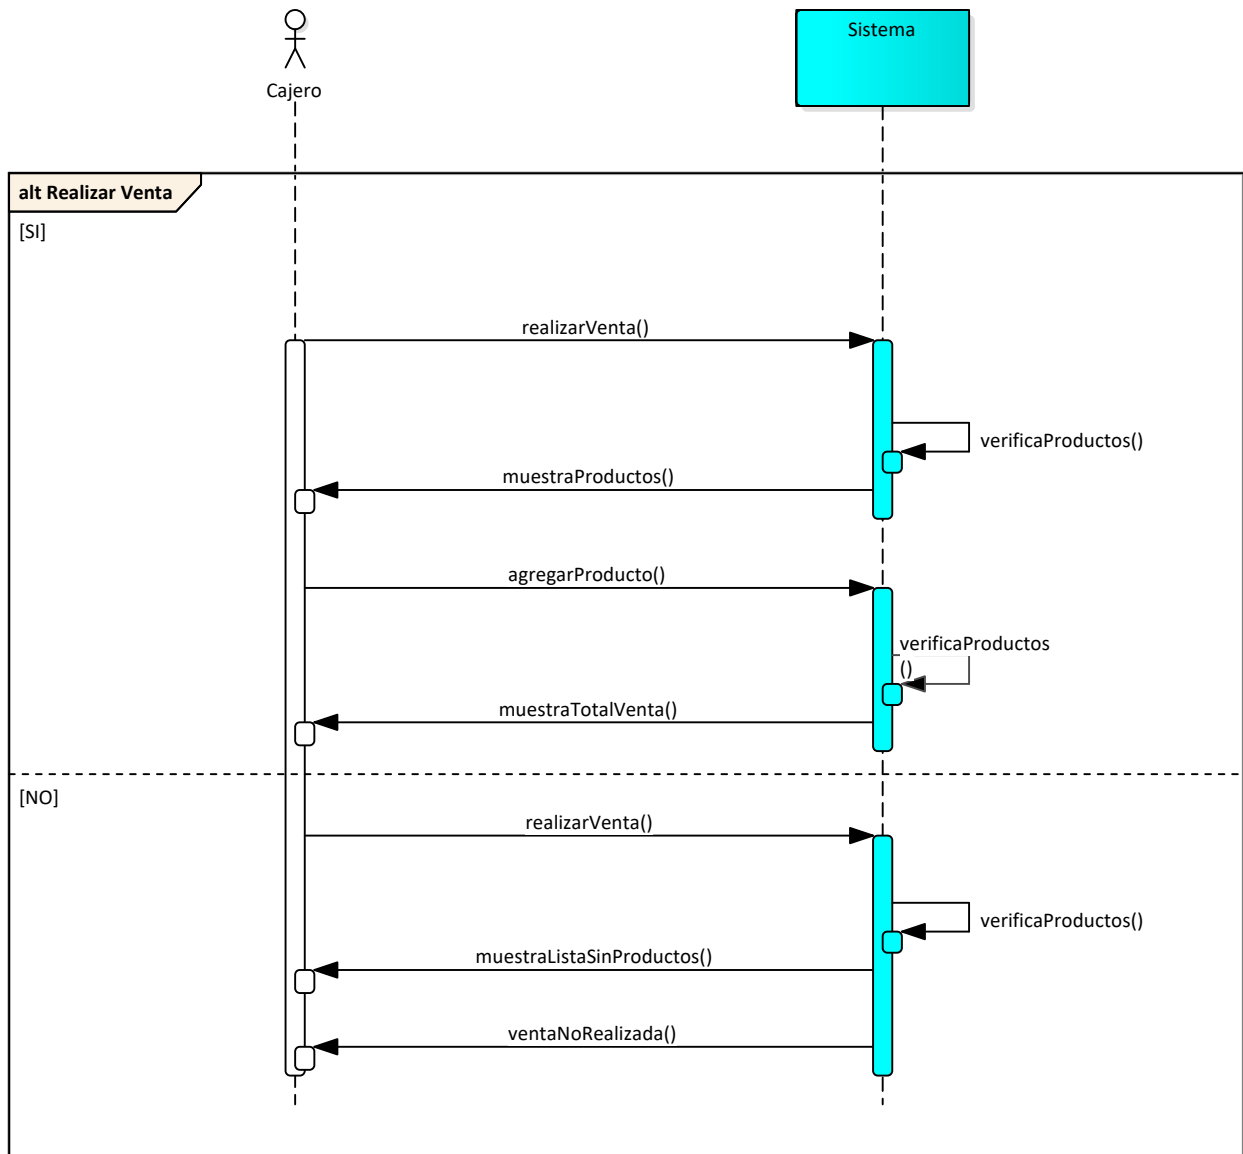 Sistema
Cajero
alt Realizar Venta
[SI]
realizarVenta()
verificaProductos()
muestraProductos()
agregarProducto()
verificaProductos
()
muestraTotalVenta()
[NO]
realizarVenta()
verificaProductos()
muestraListaSinProductos()
ventaNoRealizada()